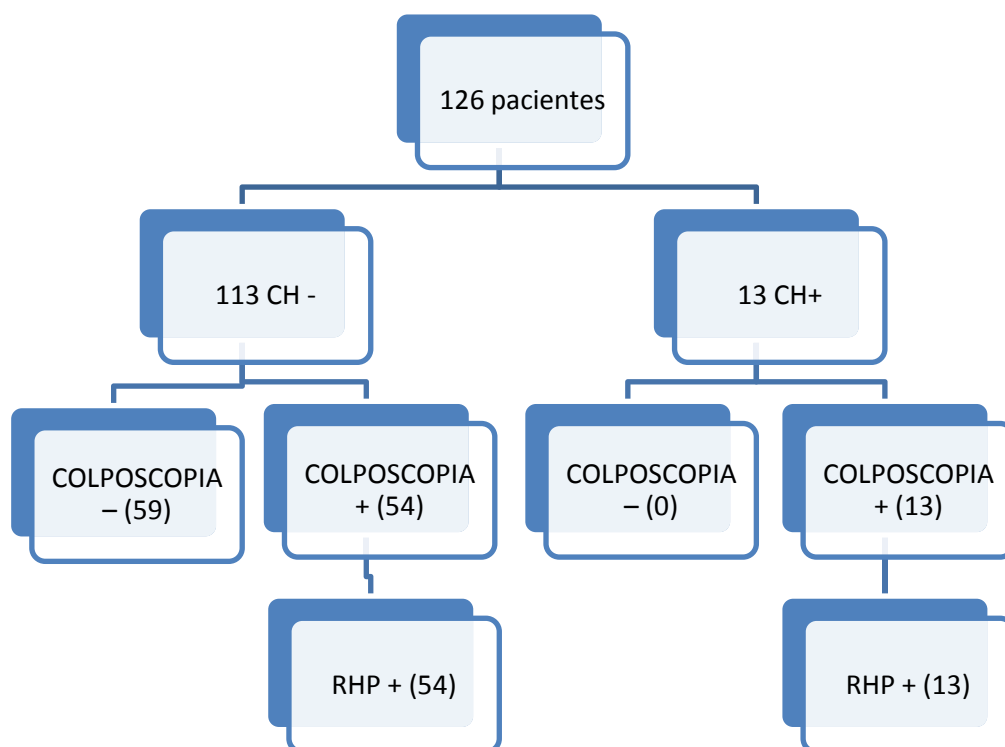 126 pacientes
113 CH -
13 CH+
COLPOSCOPIA
– (59)
COLPOSCOPIA
+ (54)
COLPOSCOPIA
– (0)
COLPOSCOPIA
+ (13)
RHP + (54)
RHP + (13)